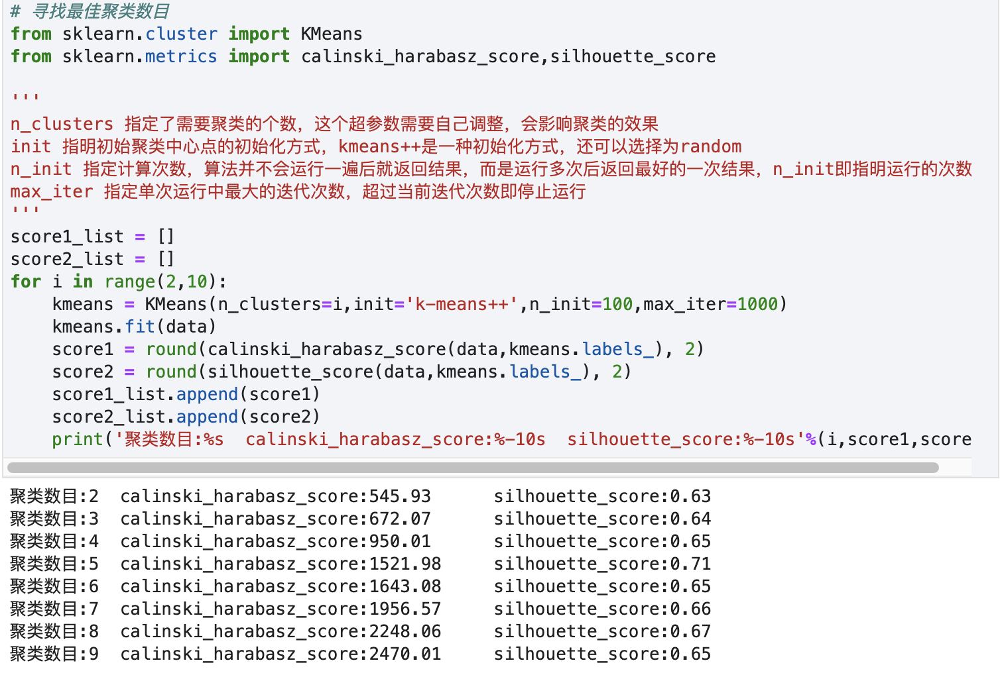 # 寻找最佳聚类数目
from sklearn.cluster import KMeans
from sklearn.metrics import calinski_harabasz_score,silhouette_score
'''
n_clusters 指定了需要聚类的个数，这个超参数需要自己调整，会影响聚类的效果
init 指明初始聚类中心点的初始化方式，kmeans++是一种初始化方式，还可以选择为random
n_init 指定计算次数，算法并不会运行一遍后就返回结果，而是运行多次后返回最好的一次结果，n_init即指明运行的次数
max_iter 指定单次运行中最大的迭代次数，超过当前迭代次数即停止运行
'''
score1_list = []
score2_list = []
for i in range(2,10):
    kmeans = KMeans(n_clusters=i,init='k-means++',n_init=100,max_iter=1000)
    kmeans.fit(data)
    score1 = round(calinski_harabasz_score(data,kmeans.labels_), 2)
    score2 = round(silhouette_score(data,kmeans.labels_), 2)
    score1_list.append(score1)
    score2_list.append(score2)
    print('聚类数目:%s  calinski_harabasz_score:%-10s  silhouette_score:%-10s'%(i,score1,score
聚类数目:2  calinski_harabasz_score:545.93      silhouette_score:0.63
聚类数目:3  calinski_harabasz_score:672.07      silhouette_score:0.64
聚类数目:4  calinski_harabasz_score:950.01      silhouette_score:0.65
聚类数目:5  calinski_harabasz_score:1521.98     silhouette_score:0.71
聚类数目:6  calinski_harabasz_score:1643.08     silhouette_score:0.65
聚类数目:7  calinski_harabasz_score:1956.57     silhouette_score:0.66
聚类数目:8  calinski_harabasz_score:2248.06     silhouette_score:0.67
聚类数目:9  calinski_harabasz_score:2470.01     silhouette_score:0.65